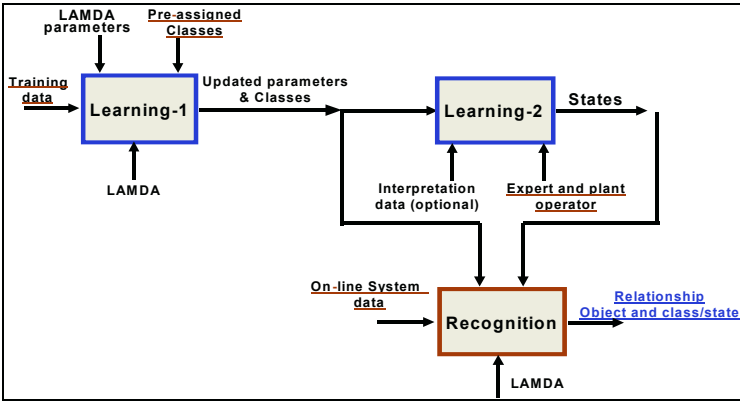 LAMDA
parameters
Pre-assigned
Classes
Training
data
Learning-1
Updated parameters
& Classes
Learning-2
States
LAMDA
Interpretation
data (optional)
Expert and plant
operator
On-line System
data
Recognition
Relationship
Object and class/state
LAMDA